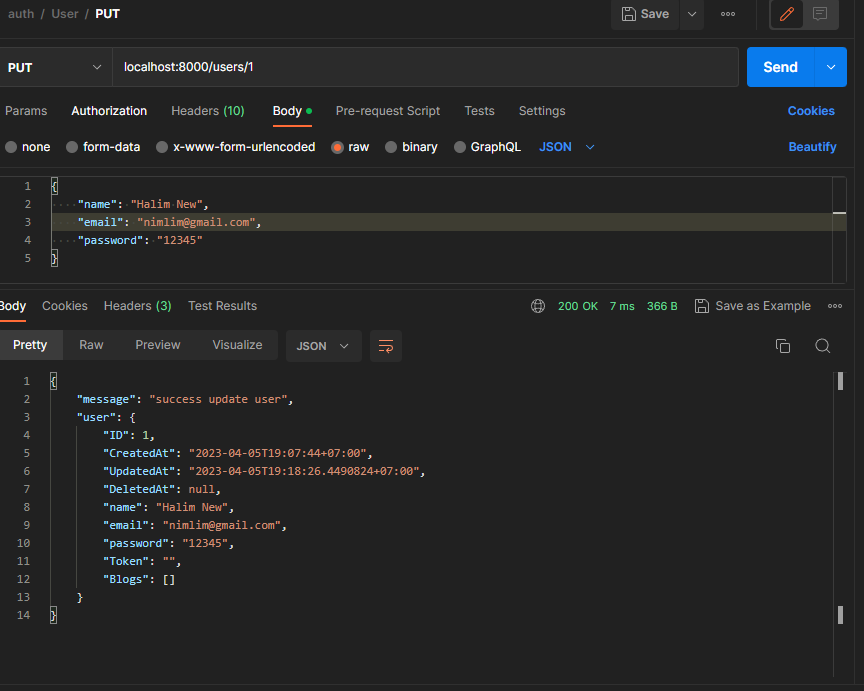 auth / User / PUT
Save
PUT
localhost:8000/users/1
Send
Params Authorization Headers (10) Body Pre-request Script Tests Settings Cookies
none form-data x-www-form-urlencoded raw binary GraphQL JSON Beautify
1 {
2 "name": "Halim New",
3 "email": "nimlim@gmail.com",
4 "password": "12345"
5 }
Body Cookies Headers (3) Test Results 200 OK 7 ms 366 B Save as Example
Pretty Raw Preview Visualize JSON
1 {
2 "message": "success update user",
3 "user": {
4 "ID": 1,
5 "CreatedAt": "2023-04-05T19:07:44+07:00",
6 "UpdatedAt": "2023-04-05T19:18:26.4490824+07:00",
7 "DeletedAt": null,
8 "name": "Halim New",
9 "email": "nimlim@gmail.com",
10 "password": "12345",
11 "Token": "",
12 "Blogs": []
13 }
14 }